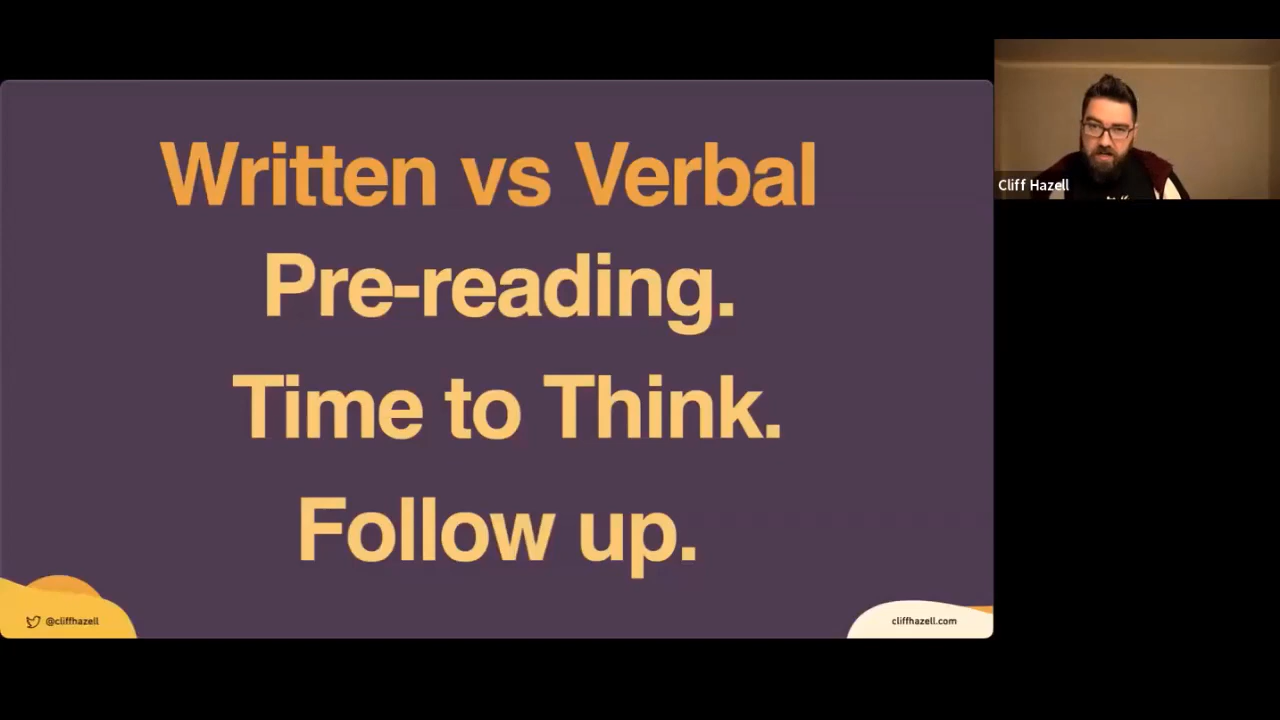 Written vs Verbal
Pre-reading.
Time to Think.
Follow up.
@cliffhazell
cliffhazell.com
Cliff Hazell